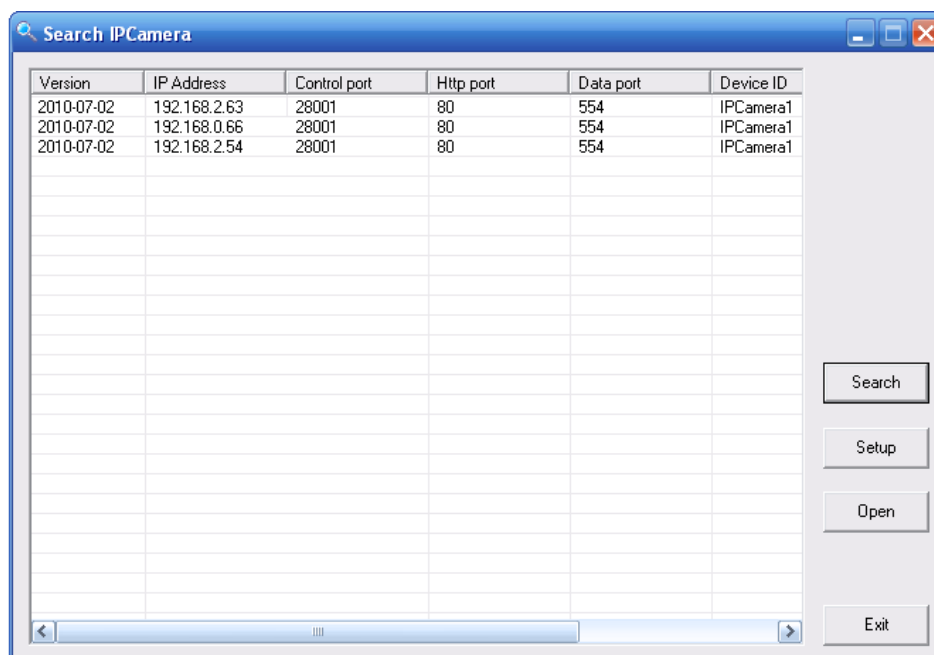 Search IPCamera
Version IP Address Control port Http port Data port Device ID
2010-07-02 192.168.2.63 28001 80 554 IPCamera1
2010-07-02 192.168.0.66 28001 80 554 IPCamera1
2010-07-02 192.168.2.54 28001 80 554 IPCamera1
Search
Setup
Open
Exit